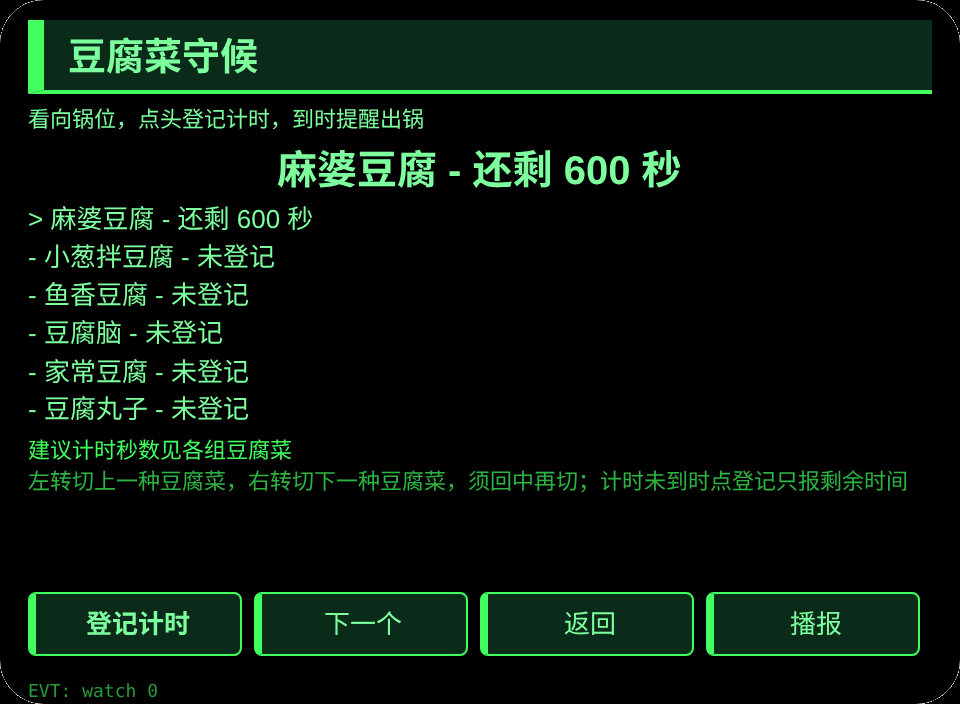 豆腐菜守候
看向锅位，点头登记计时，到时提醒出锅
麻婆豆腐 - 还剩 600 秒
> 麻婆豆腐 - 还剩 600 秒
- 小葱拌豆腐 - 未登记
- 鱼香豆腐 - 未登记
- 豆腐脑 - 未登记
- 家常豆腐 - 未登记
- 豆腐丸子 - 未登记
建议计时秒数见各组豆腐菜
左转切上一种豆腐菜，右转切下一种豆腐菜，须回中再切；计时未到时点登记只报剩余时间
登记计时 下一个 返回 播报
EVT: watch 0